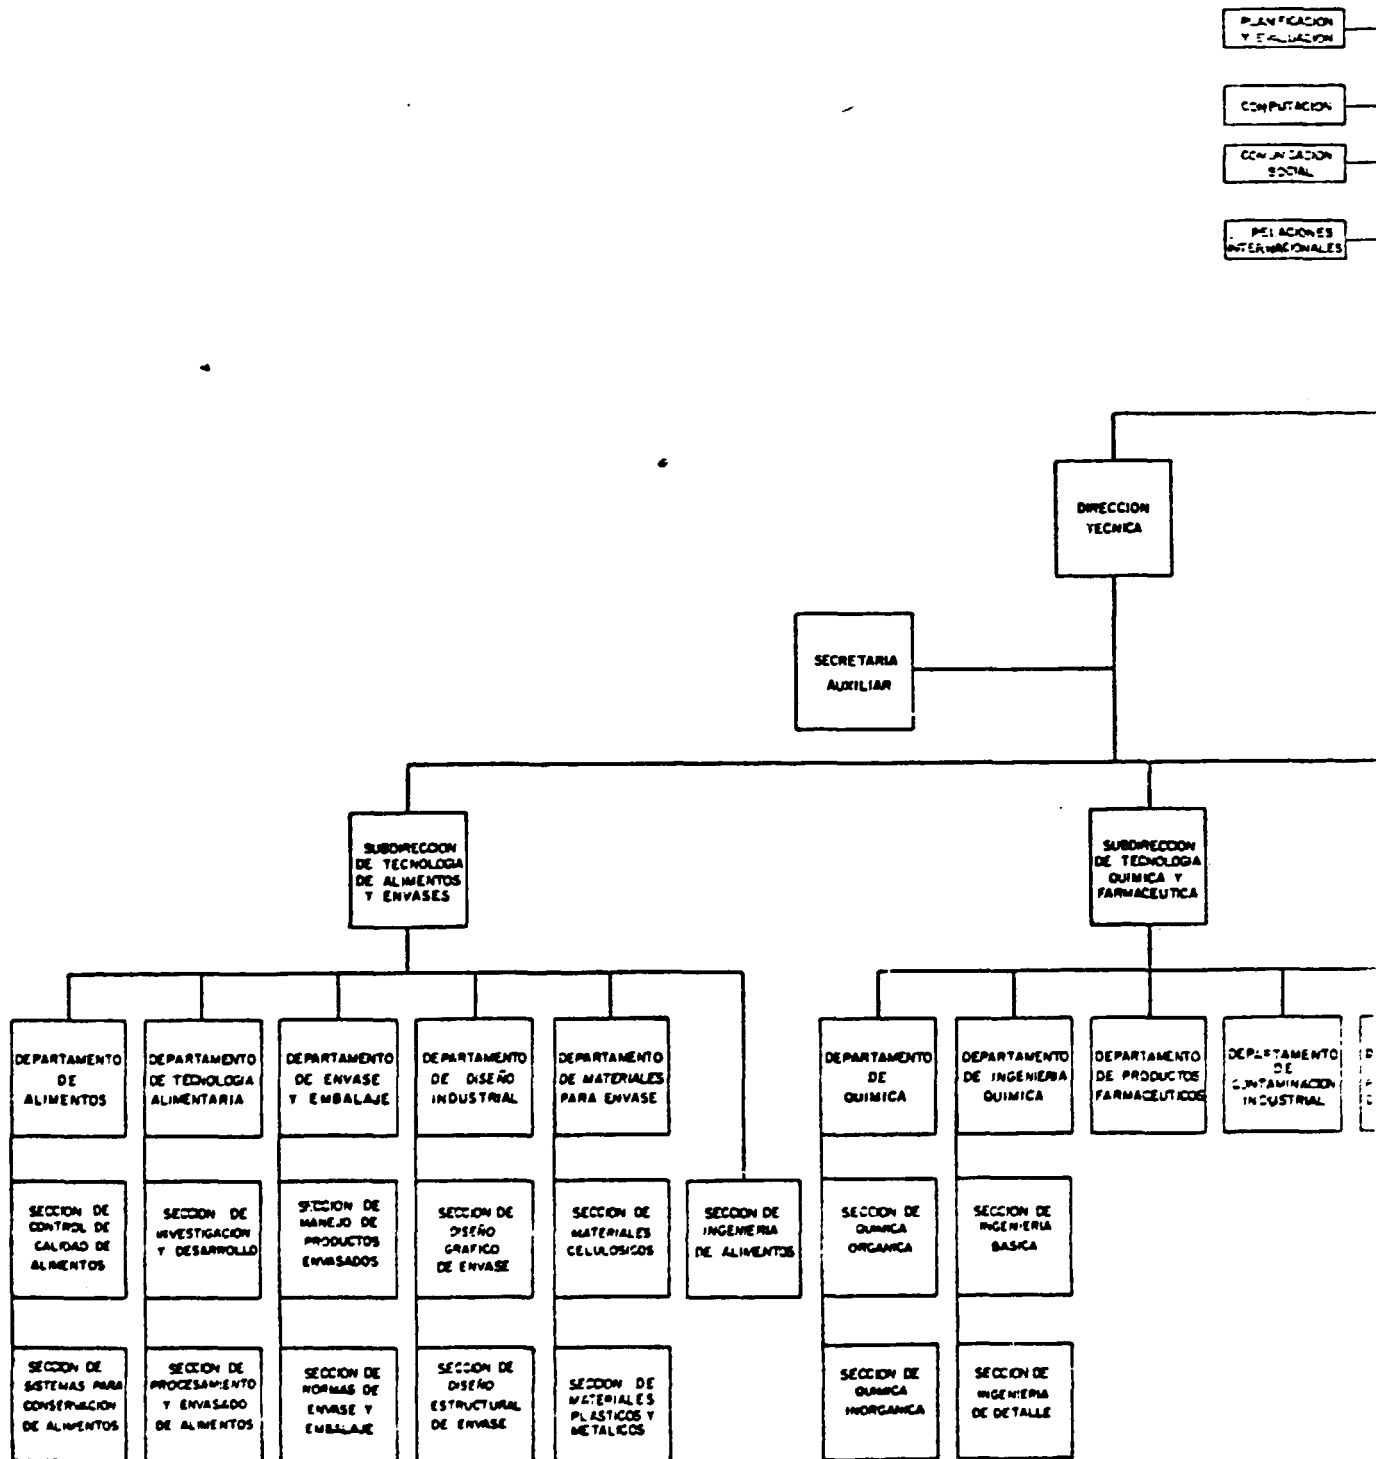 PLANIFICACION
Y EVALUACION
COMPUTACION
COMUNICACION
SOCIAL
RELACIONES
INTERNACIONALES
DIRECCION
TECNICA
SECRETARIA
AUXILIAR
SUBDIRECCION
DE TECNOLOGIA
DE ALIMENTOS
Y ENVASES
SUBDIRECCION
DE TECNOLOGIA
QUIMICA Y
FARMACEUTICA
DEPARTAMENTO
DE
ALIMENTOS
DEPARTAMENTO
DE TECNOLOGIA
ALIMENTARIA
DEPARTAMENTO
DE ENVASE
Y EMBALAJE
DEPARTAMENTO
DE DISEÑO
INDUSTRIAL
DEPARTAMENTO
DE MATERIALES
PARA ENVASE
DEPARTAMENTO
DE
QUIMICA
DEPARTAMENTO
DE INGENIERIA
QUIMICA
DEPARTAMENTO
DE PRODUCTOS
FARMACEUTICOS
DEPARTAMENTO
DE
CONTAMINACION
INDUSTRIAL
SECCION DE
CONTROL DE
CALIDAD DE
ALIMENTOS
SECCION DE
INVESTIGACION
Y DESARROLLO
SECCION DE
MANEJO DE
PRODUCTOS
ENVASADOS
SECCION DE
DISEÑO
GRAFICO
DE ENVASE
SECCION DE
MATERIALES
CELULOSICOS
SECCION DE
INGENIERIA
DE ALIMENTOS
SECCION DE
QUIMICA
ORGANICA
SECCION DE
INGENIERIA
BASICA
SECCION DE
SISTEMAS PARA
CONSERVACION
DE ALIMENTOS
SECCION DE
PROCESAMIENTO
Y ENVASADO
DE ALIMENTOS
SECCION DE
NORMAS DE
ENVASE Y
EMBALAJE
SECCION DE
DISEÑO
ESTRUCTURAL
DE ENVASE
SECCION DE
MATERIALES
PLASTICOS Y
METALICOS
SECCION DE
QUIMICA
INORGANICA
SECCION DE
INGENIERIA
DE DETALLE